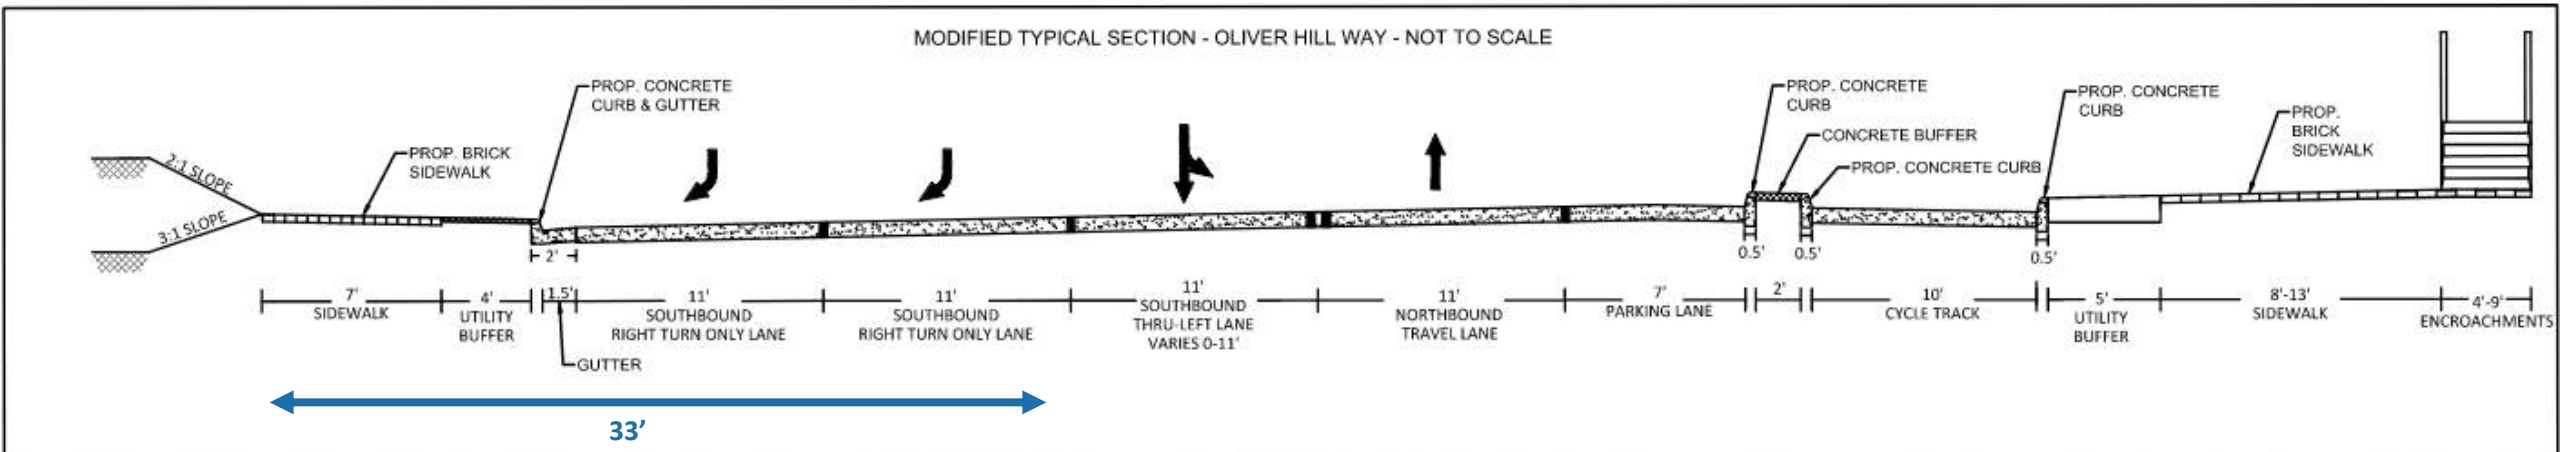 MODIFIED TYPICAL SECTION - OLIVER HILL WAY - NOT TO SCALE
PROP. CONCRETE
CURB & GUTTER
PROP. CONCRETE
CURB
PROP. CONCRETE
CURB
PROP.
BRICK
SIDEWALK
CONCRETE BUFFER
PROP. CONCRETE CURB
PROP. BRICK
SIDEWALK
2:1 SLOPE
3:1 SLOPE
2'
0.5'
0.5'
0.5'
7'
SIDEWALK
4'
UTILITY
BUFFER
1.5'
GUTTER
11'
SOUTHBOUND
RIGHT TURN ONLY LANE
11'
SOUTHBOUND
RIGHT TURN ONLY LANE
11'
SOUTHBOUND
THRU-LEFT LANE
VARIES 0-11'
11'
NORTHBOUND
TRAVEL LANE
7'
PARKING LANE
2'
10'
CYCLE TRACK
5'
UTILITY
BUFFER
8'-13'
SIDEWALK
4'-9'
ENCROACHMENTS
33’